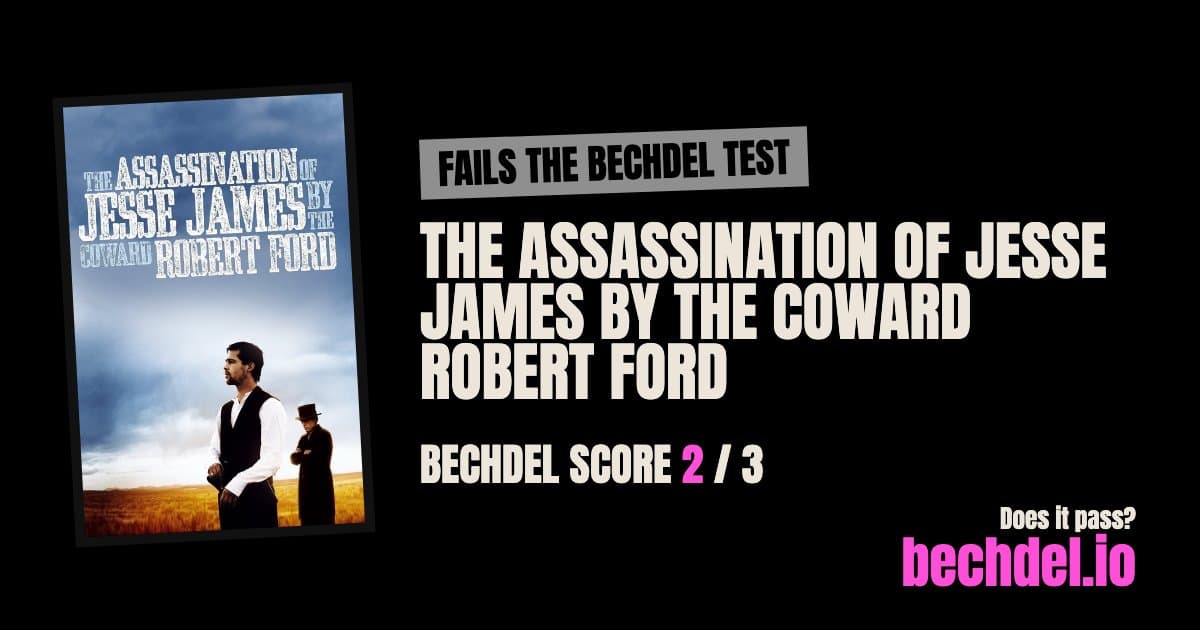 THE ASSASSINATION OF
JESSE JAMES BY THE
COWARD ROBERT FORD
FAILS THE BECHDEL TEST
THE ASSASSINATION OF JESSE
JAMES BY THE COWARD
ROBERT FORD
BECHDEL SCORE 2 / 3
Does it pass?
bechdel.io